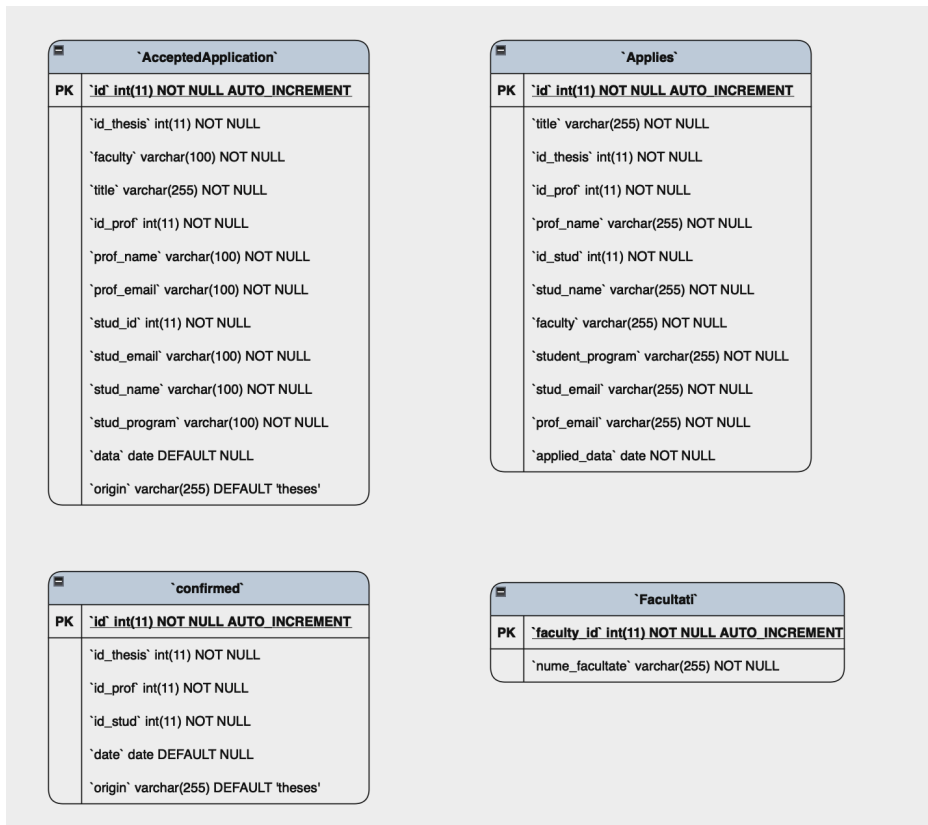 `AcceptedApplication`
PK `id` int(11) NOT NULL AUTO_INCREMENT
`id_thesis` int(11) NOT NULL
`faculty` varchar(100) NOT NULL
`title` varchar(255) NOT NULL
`id_prof` int(11) NOT NULL
`prof_name` varchar(100) NOT NULL
`prof_email` varchar(100) NOT NULL
`stud_id` int(11) NOT NULL
`stud_email` varchar(100) NOT NULL
`stud_name` varchar(100) NOT NULL
`stud_program` varchar(100) NOT NULL
`data` date DEFAULT NULL
`origin` varchar(255) DEFAULT 'theses'
`Applies`
PK `id` int(11) NOT NULL AUTO_INCREMENT
`title` varchar(255) NOT NULL
`id_thesis` int(11) NOT NULL
`id_prof` int(11) NOT NULL
`prof_name` varchar(255) NOT NULL
`id_stud` int(11) NOT NULL
`stud_name` varchar(255) NOT NULL
`faculty` varchar(255) NOT NULL
`student_program` varchar(255) NOT NULL
`stud_email` varchar(255) NOT NULL
`prof_email` varchar(255) NOT NULL
`applied_data` date NOT NULL
`confirmed`
PK `id` int(11) NOT NULL AUTO_INCREMENT
`id_thesis` int(11) NOT NULL
`id_prof` int(11) NOT NULL
`id_stud` int(11) NOT NULL
`date` date DEFAULT NULL
`origin` varchar(255) DEFAULT 'theses'
`Facultati`
PK `faculty_id` int(11) NOT NULL AUTO_INCREMENT
`nume_facultate` varchar(255) NOT NULL